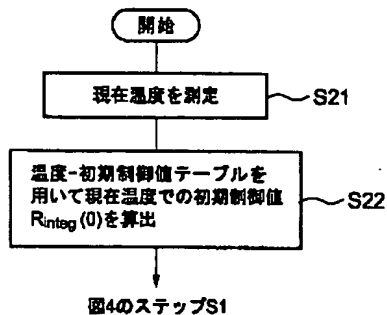 開始
現在温度を測定
S21
温度-初期制御値テーブルを
用いて現在温度での初期制御値
Rinteg(0)を算出
S22
図4のステップS1